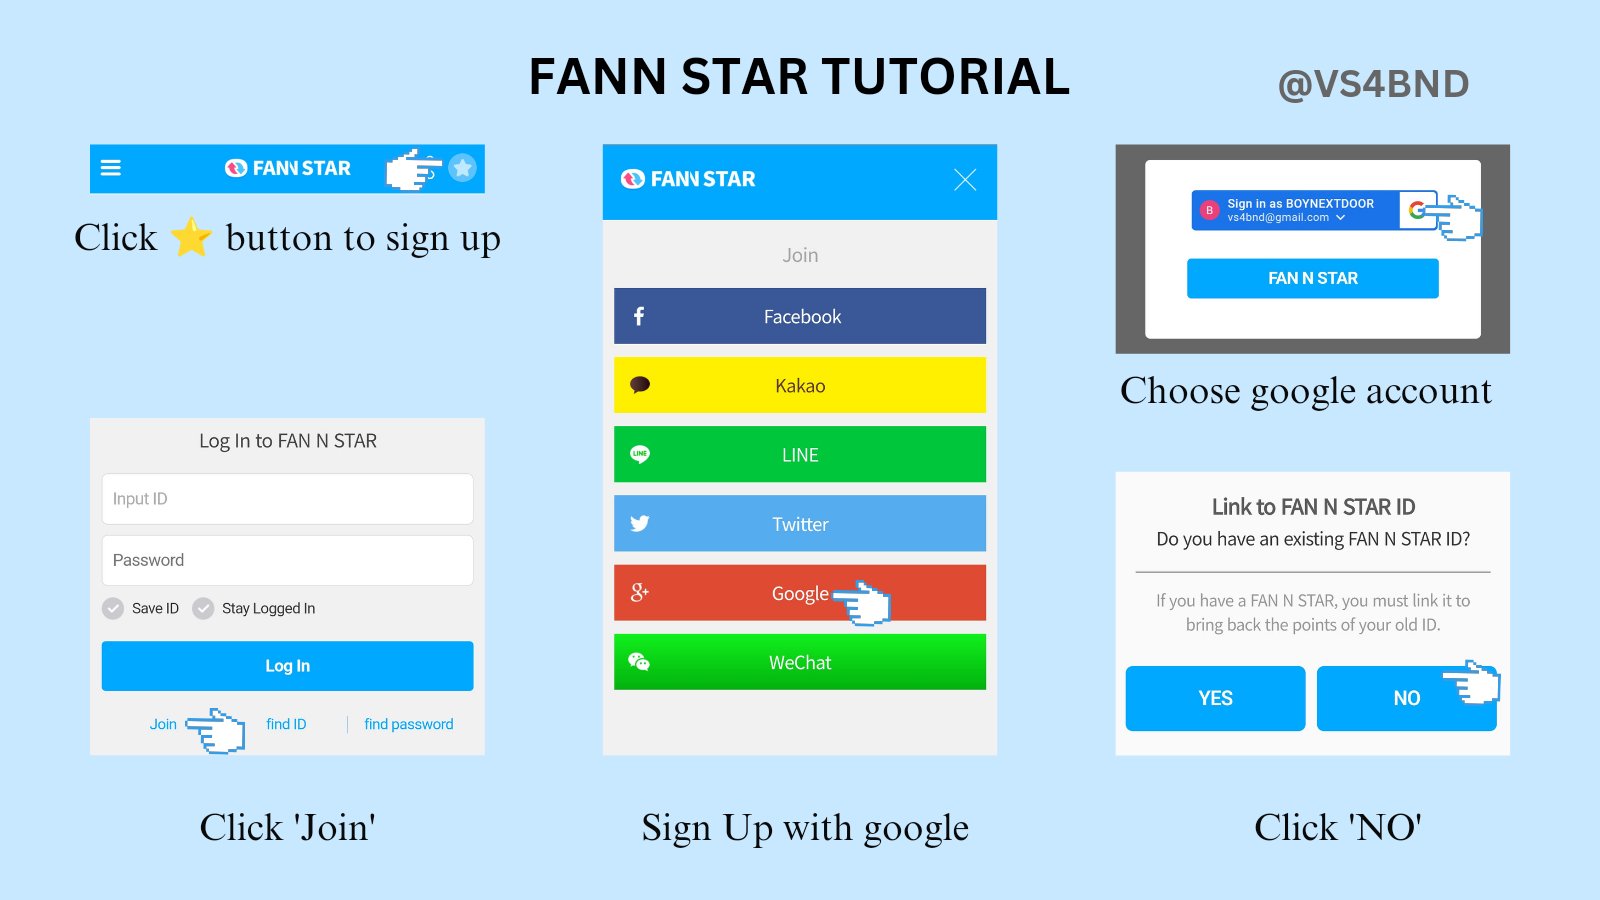 FANN STAR TUTORIAL
@VS4BND
FANN STAR
Click ⭐ button to sign up
Log In to FAN N STAR
Input ID
Password
Save ID Stay Logged In
Log In
Join find ID find password
Click 'Join'
FANN STAR
Join
Facebook
Kakao
LINE LINE
Twitter
g+ Google
WeChat
Sign Up with google
B Sign in as BOYNEXTDOOR G
vs4bnd@gmail.com
FAN N STAR
Choose google account
Link to FAN N STAR ID
Do you have an existing FAN N STAR ID?
If you have a FAN N STAR, you must link it to
bring back the points of your old ID.
YES NO
Click 'NO'